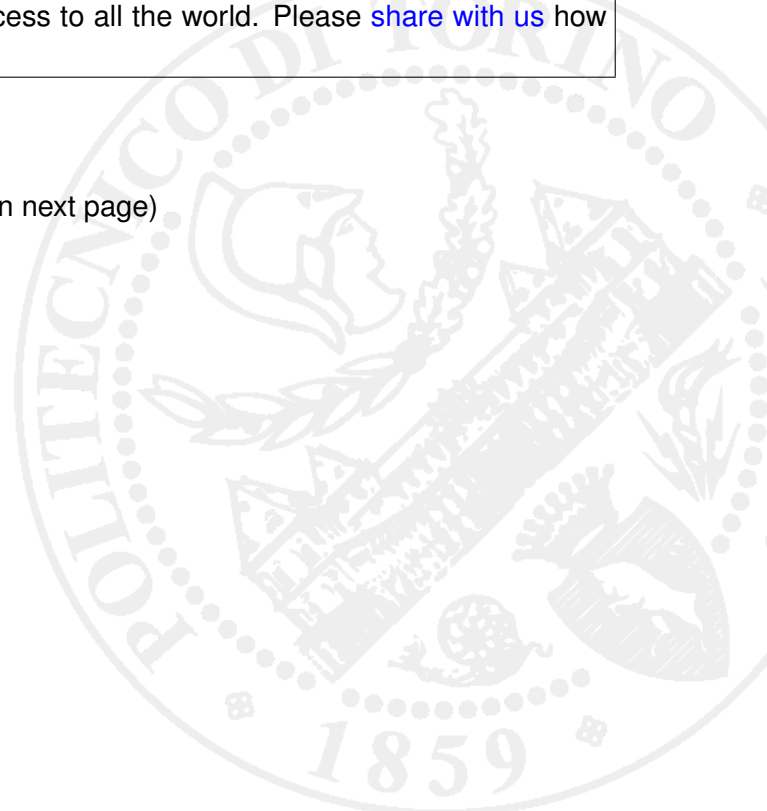 cess to all the world. Please share with us how
n next page)
POLITECNICO DI TORINO
1859